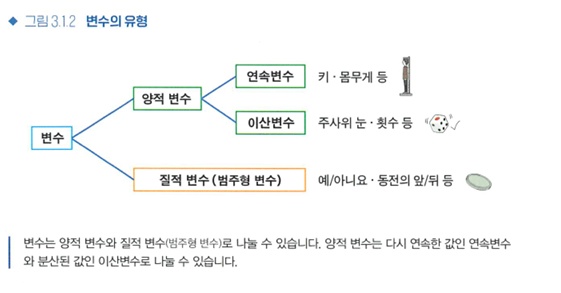 ◆ 그림 3.1.2 변수의 유형
연속변수 키 · 몸무게 등
양적 변수
이산변수 주사위 눈 · 횟수 등
변수
질적 변수 (범주형 변수) 예/아니요 · 동전의 앞/뒤 등
변수는 양적 변수와 질적 변수(범주형 변수)로 나눌 수 있습니다. 양적 변수는 다시 연속한 값인 연속변수
와 분산된 값인 이산변수로 나눌 수 있습니다.